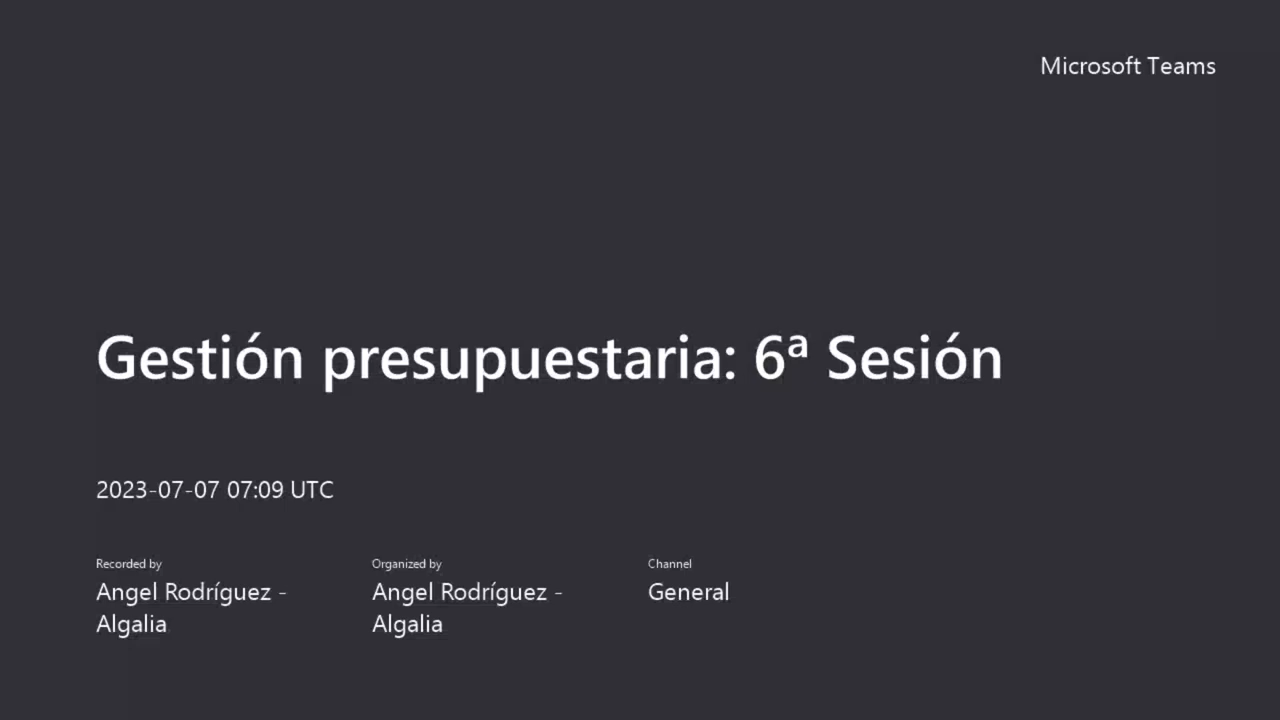 Microsoft Teams
Gestión presupuestaria: 6ª Sesión
2023-07-07 07:09 UTC
Recorded by
Angel Rodríguez -
Algalia
Organized by
Angel Rodríguez -
Algalia
Channel
General